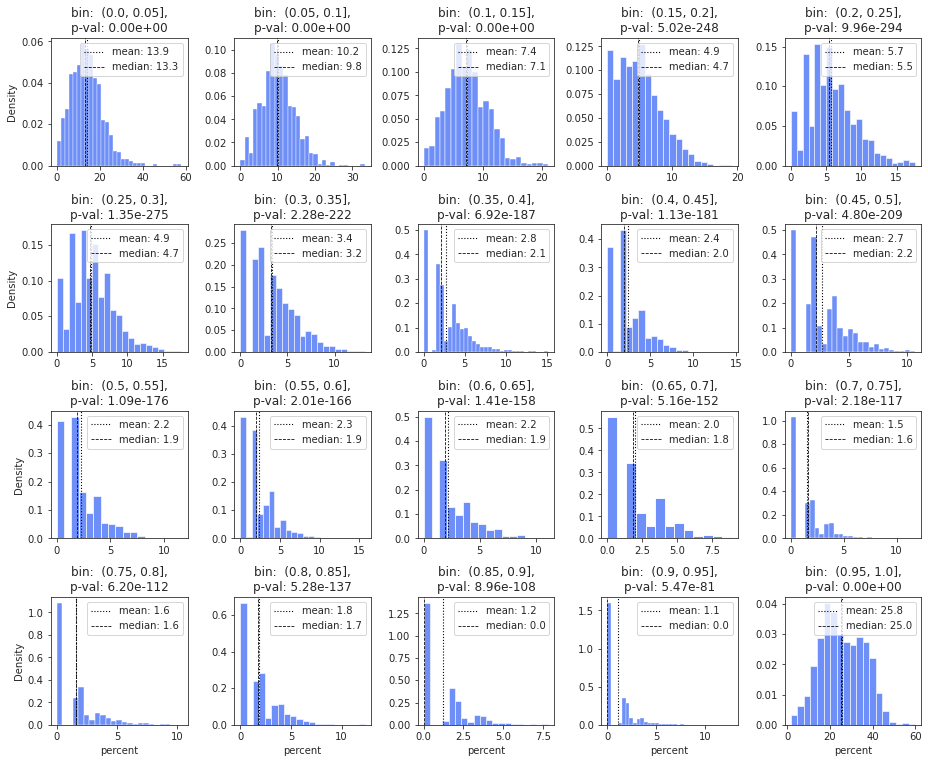 bin:  (0.0, 0.05],
p-val: 0.00e+00
bin:  (0.05, 0.1],
p-val: 0.00e+00
bin:  (0.1, 0.15],
p-val: 0.00e+00
bin:  (0.15, 0.2],
p-val: 5.02e-248
bin:  (0.2, 0.25],
p-val: 9.96e-294
mean: 13.9
median: 13.3
mean: 10.2
median: 9.8
mean: 7.4
median: 7.1
mean: 4.9
median: 4.7
mean: 5.7
median: 5.5
Density
0.06
0.04
0.02
0.00
0 20 40 60
0.10
0.08
0.06
0.04
0.02
0.00
0 10 20 30
0.125
0.100
0.075
0.050
0.025
0.000
0 10 20
0.125
0.100
0.075
0.050
0.025
0.000
0 10 20
0.15
0.10
0.05
0.00
0 5 10 15
bin:  (0.25, 0.3],
p-val: 1.35e-275
bin:  (0.3, 0.35],
p-val: 2.28e-222
bin:  (0.35, 0.4],
p-val: 6.92e-187
bin:  (0.4, 0.45],
p-val: 1.13e-181
bin:  (0.45, 0.5],
p-val: 4.80e-209
mean: 4.9
median: 4.7
mean: 3.4
median: 3.2
mean: 2.8
median: 2.1
mean: 2.4
median: 2.0
mean: 2.7
median: 2.2
Density
0.15
0.10
0.05
0.00
0 5 10 15
0.25
0.20
0.15
0.10
0.05
0.00
0 5 10
0.5
0.4
0.3
0.2
0.1
0.0
0 5 10 15
0.4
0.3
0.2
0.1
0.0
0 5 10 15
0.5
0.4
0.3
0.2
0.1
0.0
0 5 10
bin:  (0.5, 0.55],
p-val: 1.09e-176
bin:  (0.55, 0.6],
p-val: 2.01e-166
bin:  (0.6, 0.65],
p-val: 1.41e-158
bin:  (0.65, 0.7],
p-val: 5.16e-152
bin:  (0.7, 0.75],
p-val: 2.18e-117
mean: 2.2
median: 1.9
mean: 2.3
median: 1.9
mean: 2.2
median: 1.9
mean: 2.0
median: 1.8
mean: 1.5
median: 1.6
Density
0.4
0.3
0.2
0.1
0.0
0 5 10
0.4
0.3
0.2
0.1
0.0
0 5 10 15
0.5
0.4
0.3
0.2
0.1
0.0
0 5 10
0.5
0.4
0.3
0.2
0.1
0.0
0.0 2.5 5.0 7.5
1.0
0.8
0.6
0.4
0.2
0.0
0 5 10
bin:  (0.75, 0.8],
p-val: 6.20e-112
bin:  (0.8, 0.85],
p-val: 5.28e-137
bin:  (0.85, 0.9],
p-val: 8.96e-108
bin:  (0.9, 0.95],
p-val: 5.47e-81
bin:  (0.95, 1.0],
p-val: 0.00e+00
mean: 1.6
median: 1.6
mean: 1.8
median: 1.7
mean: 1.2
median: 0.0
mean: 1.1
median: 0.0
mean: 25.8
median: 25.0
Density
1.0
0.8
0.6
0.4
0.2
0.0
0 5 10
0.6
0.4
0.2
0.0
0 5 10
1.25
1.00
0.75
0.50
0.25
0.00
0.0 2.5 5.0 7.5
1.5
1.0
0.5
0.0
0 5 10
0.04
0.03
0.02
0.01
0.00
0 20 40 60
percent
percent
percent
percent
percent